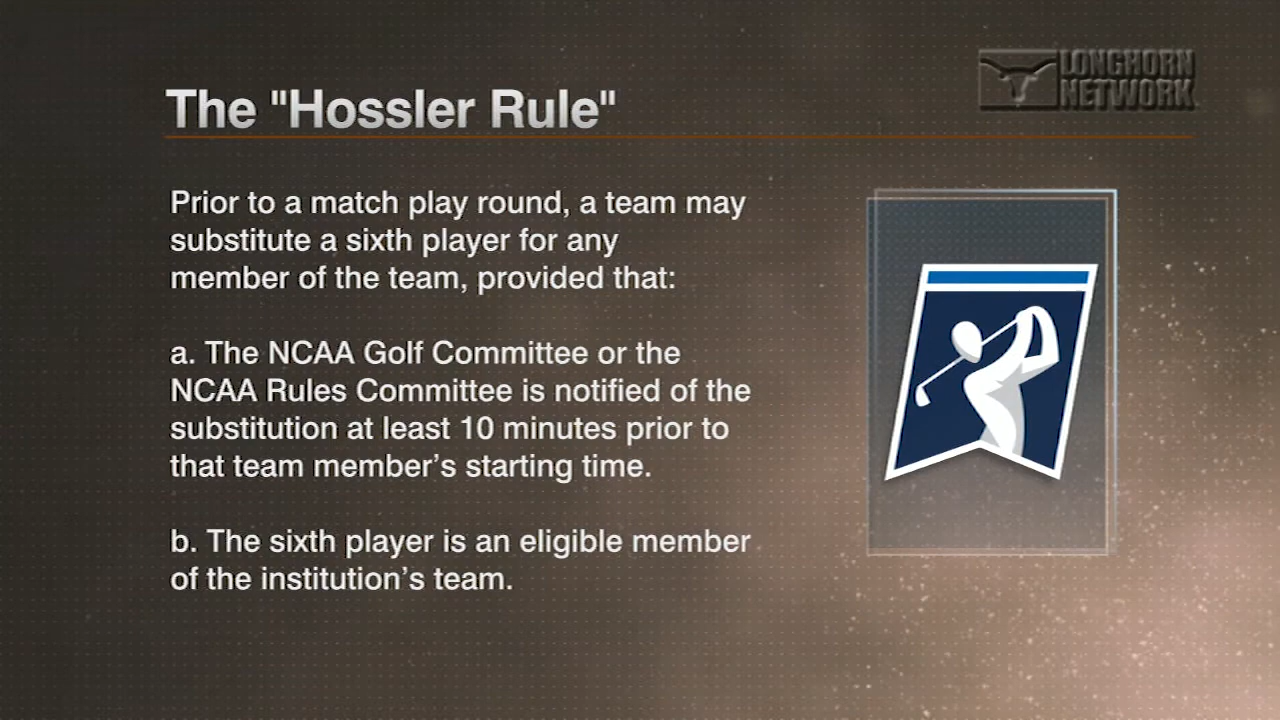 LONGHORN
NETWORK
The "Hossler Rule"
Prior to a match play round, a team may
substitute a sixth player for any
member of the team, provided that:
a. The NCAA Golf Committee or the
NCAA Rules Committee is notified of the
substitution at least 10 minutes prior to
that team member’s starting time.
b. The sixth player is an eligible member
of the institution’s team.